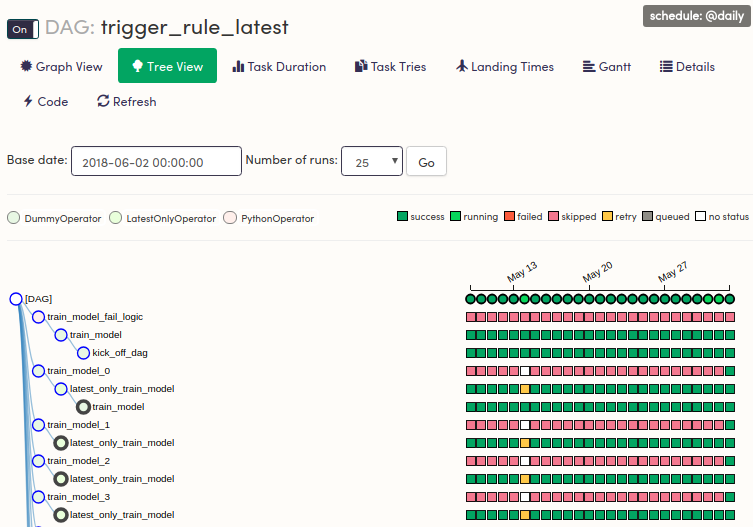 schedule: @daily
On DAG: trigger_rule_latest
Graph View Tree View Task Duration Task Tries Landing Times Gantt Details
Code Refresh
Base date: 2018-06-02 00:00:00 Number of runs: 25 Go
DummyOperator LatestOnlyOperator PythonOperator success running failed skipped retry queued no status
May 13 May 20 May 27
[DAG]
train_model_fail_logic
train_model
kick_off_dag
train_model_0
latest_only_train_model
train_model
train_model_1
latest_only_train_model
train_model_2
latest_only_train_model
train_model_3
latest_only_train_model